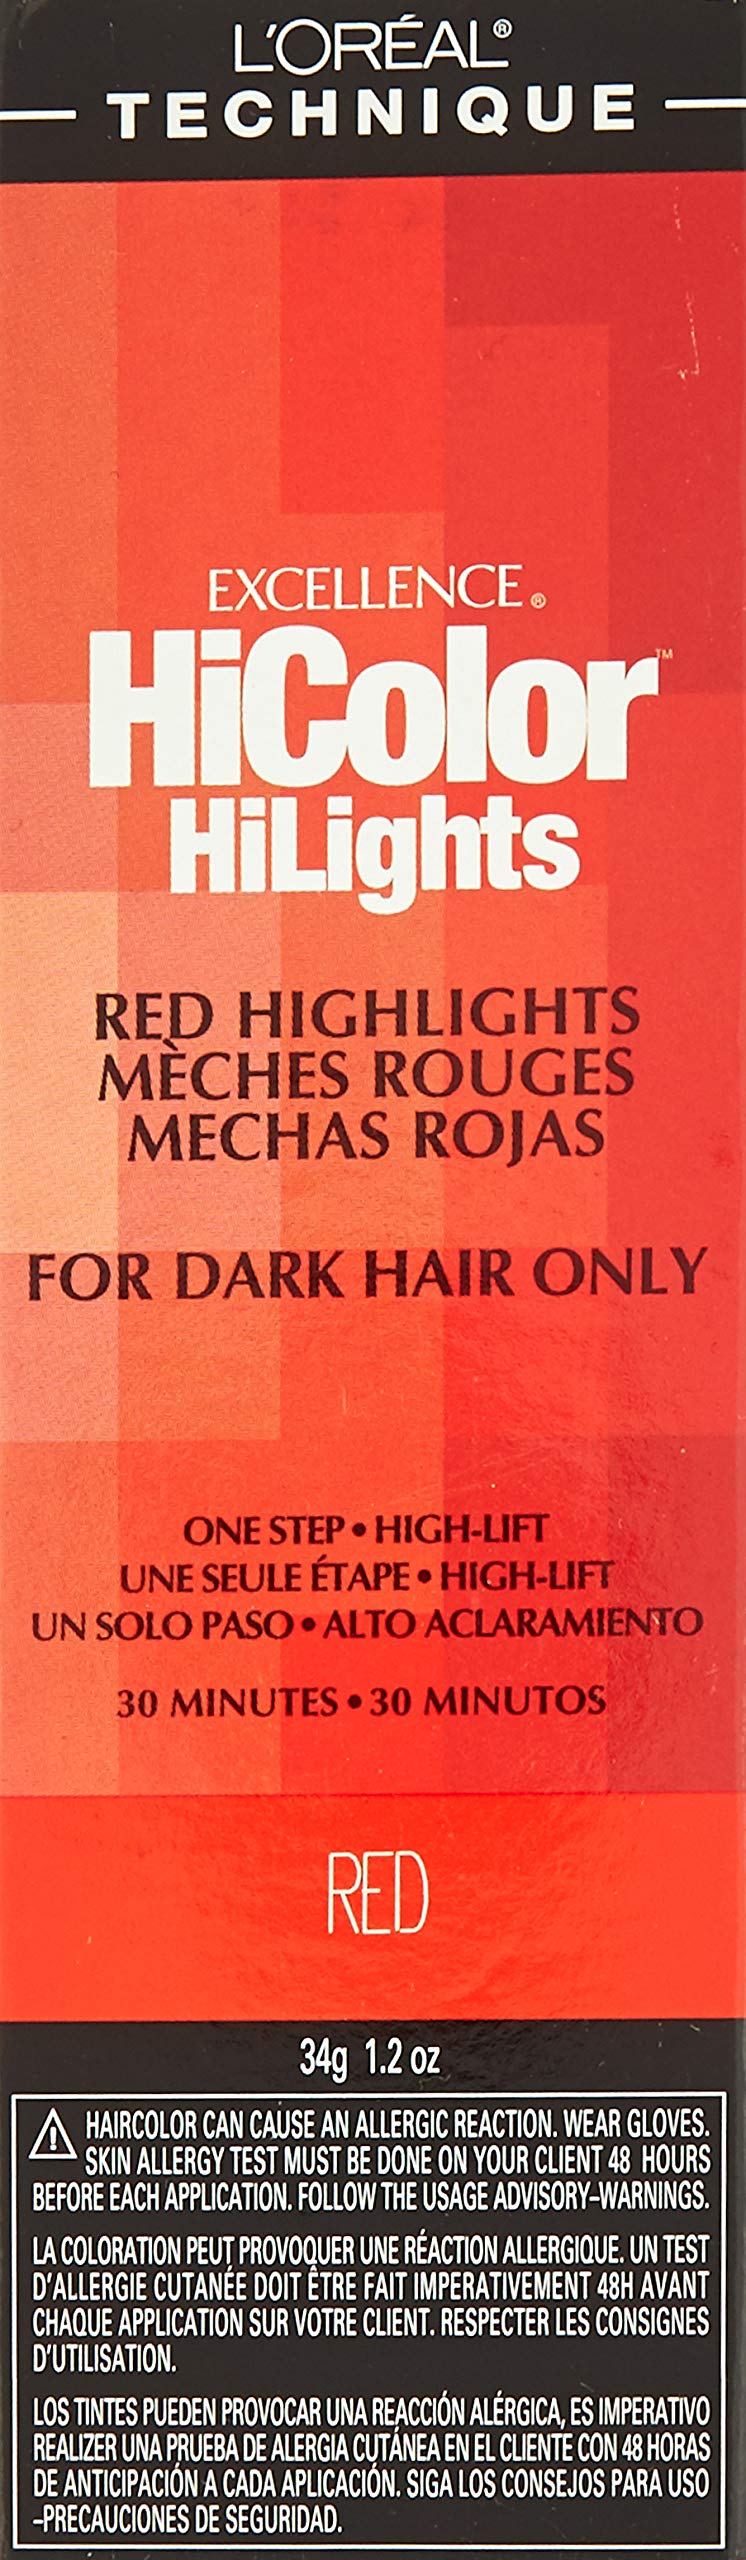 L'ORÉAL®
TECHNIQUE
EXCELLENCE®
HiColor™
HiLights
RED HIGHLIGHTS
MÈCHES ROUGES
MECHAS ROJAS
FOR DARK HAIR ONLY
ONE STEP • HIGH-LIFT
UNE SEULE ÉTAPE • HIGH-LIFT
UN SOLO PASO • ALTO ACLARAMIENTO
30 MINUTES • 30 MINUTOS
RED
34g 1.2 oz
HAIRCOLOR CAN CAUSE AN ALLERGIC REACTION. WEAR GLOVES.
SKIN ALLERGY TEST MUST BE DONE ON YOUR CLIENT 48 HOURS
BEFORE EACH APPLICATION. FOLLOW THE USAGE ADVISORY-WARNINGS.
LA COLORATION PEUT PROVOQUER UNE RÉACTION ALLERGIQUE. UN TEST
D'ALLERGIE CUTANÉE DOIT ÊTRE FAIT IMPERATIVEMENT 48H AVANT
CHAQUE APPLICATION SUR VOTRE CLIENT. RESPECTER LES CONSIGNES
D'UTILISATION.
LOS TINTES PUEDEN PROVOCAR UNA REACCIÓN ALÉRGICA, ES IMPERATIVO
REALIZER UNA PRUEBA DE ALERGIA CUTÁNEA EN EL CLIENTE CON 48 HORAS
DE ANTICIPACIÓN A CADA APLICACIÓN. SIGA LOS CONSEJOS PARA USO
-PRECAUCIONES DE SEGURIDAD.